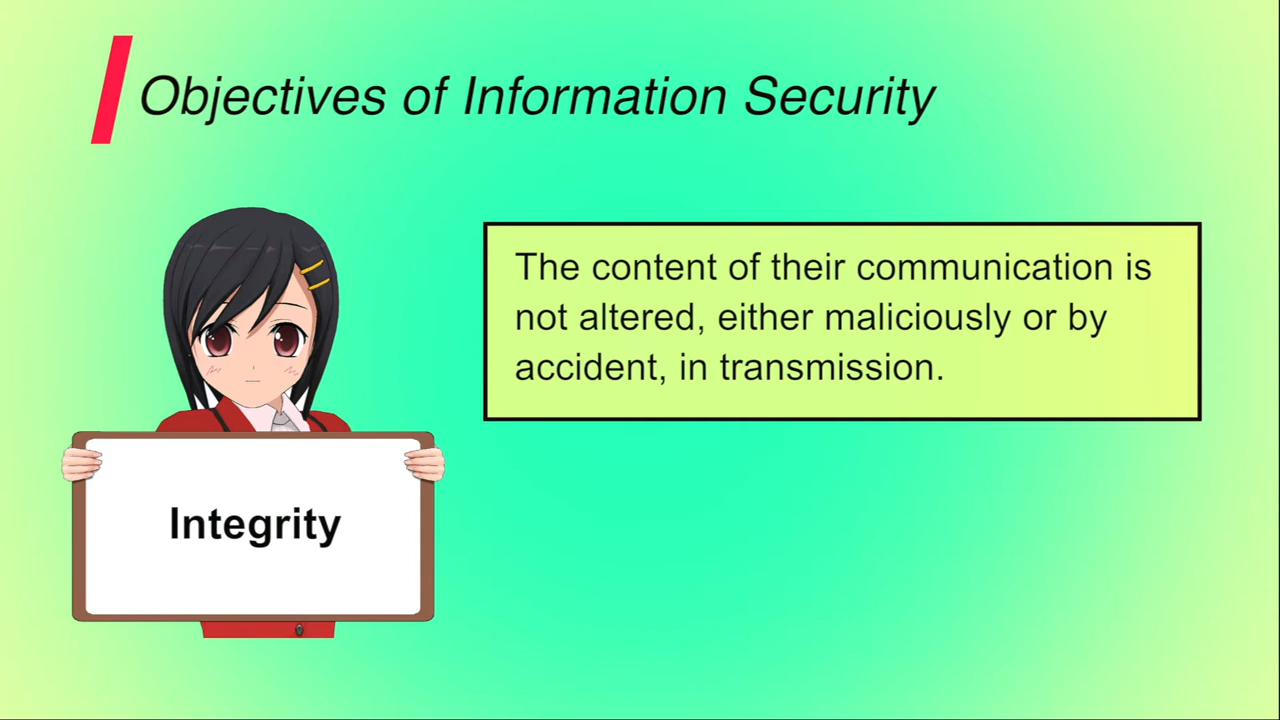 Objectives of Information Security
The content of their communication is
not altered, either maliciously or by
accident, in transmission.
Integrity